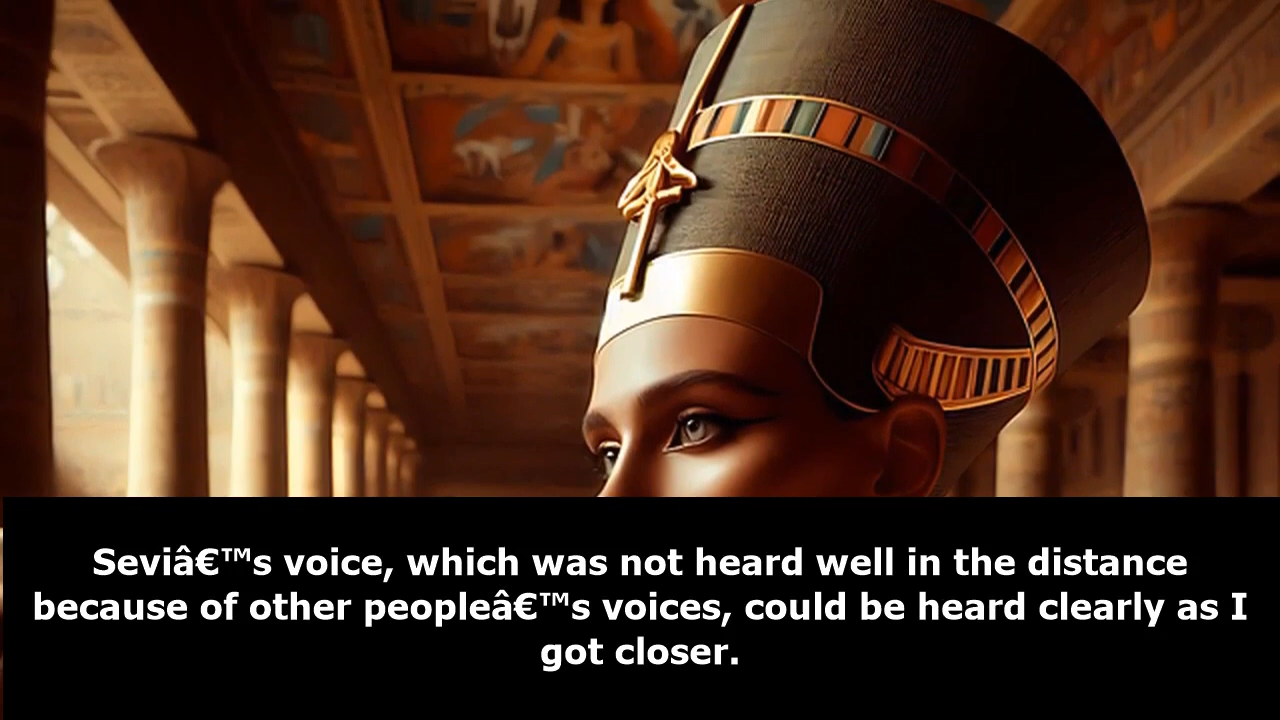 Seviâ€™s voice, which was not heard well in the distance
because of other peopleâ€™s voices, could be heard clearly as I
got closer.